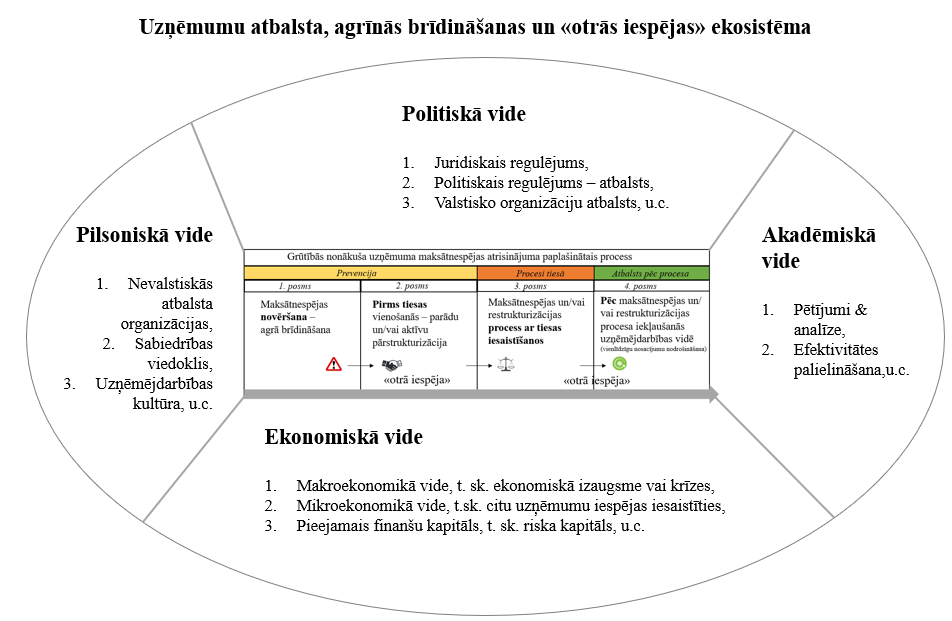 Uzņēmumu atbalsta, agrīnās brīdināšanas un «otrās iespējas» ekosistēma
Politiskā vide
1. Juridiskais regulējums,
2. Politiskais regulējums – atbalsts,
3. Valstisko organizāciju atbalsts, u.c.
Pilsoniskā vide
1. Nevalstiskās
atbalsta
organizācijas,
2. Sabiedrības
viedoklis,
3. Uzņēmējdarbības
kultūra, u.c.
Grūtībās nonākuša uzņēmuma maksātnespējas atrisinājuma paplašinātais process
Prevencija
Procesi tiesā
Atbalsts pēc procesa
1. posms
2. posms
3. posms
4. posms
Maksātnespējas
novēršana –
agrā brīdināšana
Pirms tiesas
vienošanās – parādu
un/vai aktīvu
pārstrukturizācija
«otrā iespēja»
Maksātnespējas un/vai
restrukturizācijas
process ar tiesas
iesaistīšanos
Pēc maksātnespējas un/
vai restrukturizācijas
procesa iekļaušanās
uzņēmējdarbības vidē
(vienlīdzīgu nosacījumu nodrošināšana)
«otrā iespēja»
Akadēmiskā
vide
1. Pētījumi &
analīze,
2. Efektivitātes
palielināšana,u.c.
Ekonomiskā vide
1. Makroekonomikā vide, t. sk. ekonomiskā izaugsme vai krīzes,
2. Mikroekonomikā vide, t.sk. citu uzņēmumu iespējas iesaistīties,
3. Pieejamais finanšu kapitāls, t. sk. riska kapitāls, u.c.